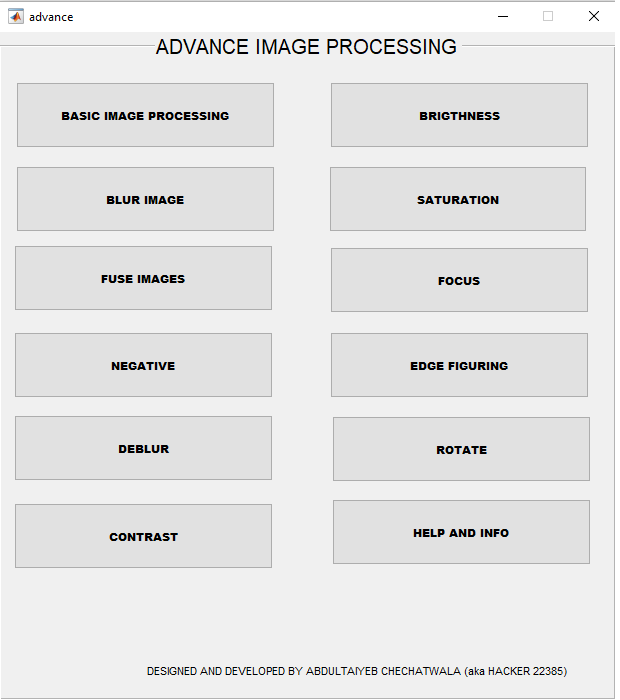 advance
ADVANCE IMAGE PROCESSING
BASIC IMAGE PROCESSING
BRIGTHNESS
BLUR IMAGE
SATURATION
FUSE IMAGES
FOCUS
NEGATIVE
EDGE FIGURING
DEBLUR
ROTATE
CONTRAST
HELP AND INFO
DESIGNED AND DEVELOPED BY ABDULTAIYEB CHECHATWALA (aka HACKER 22385)